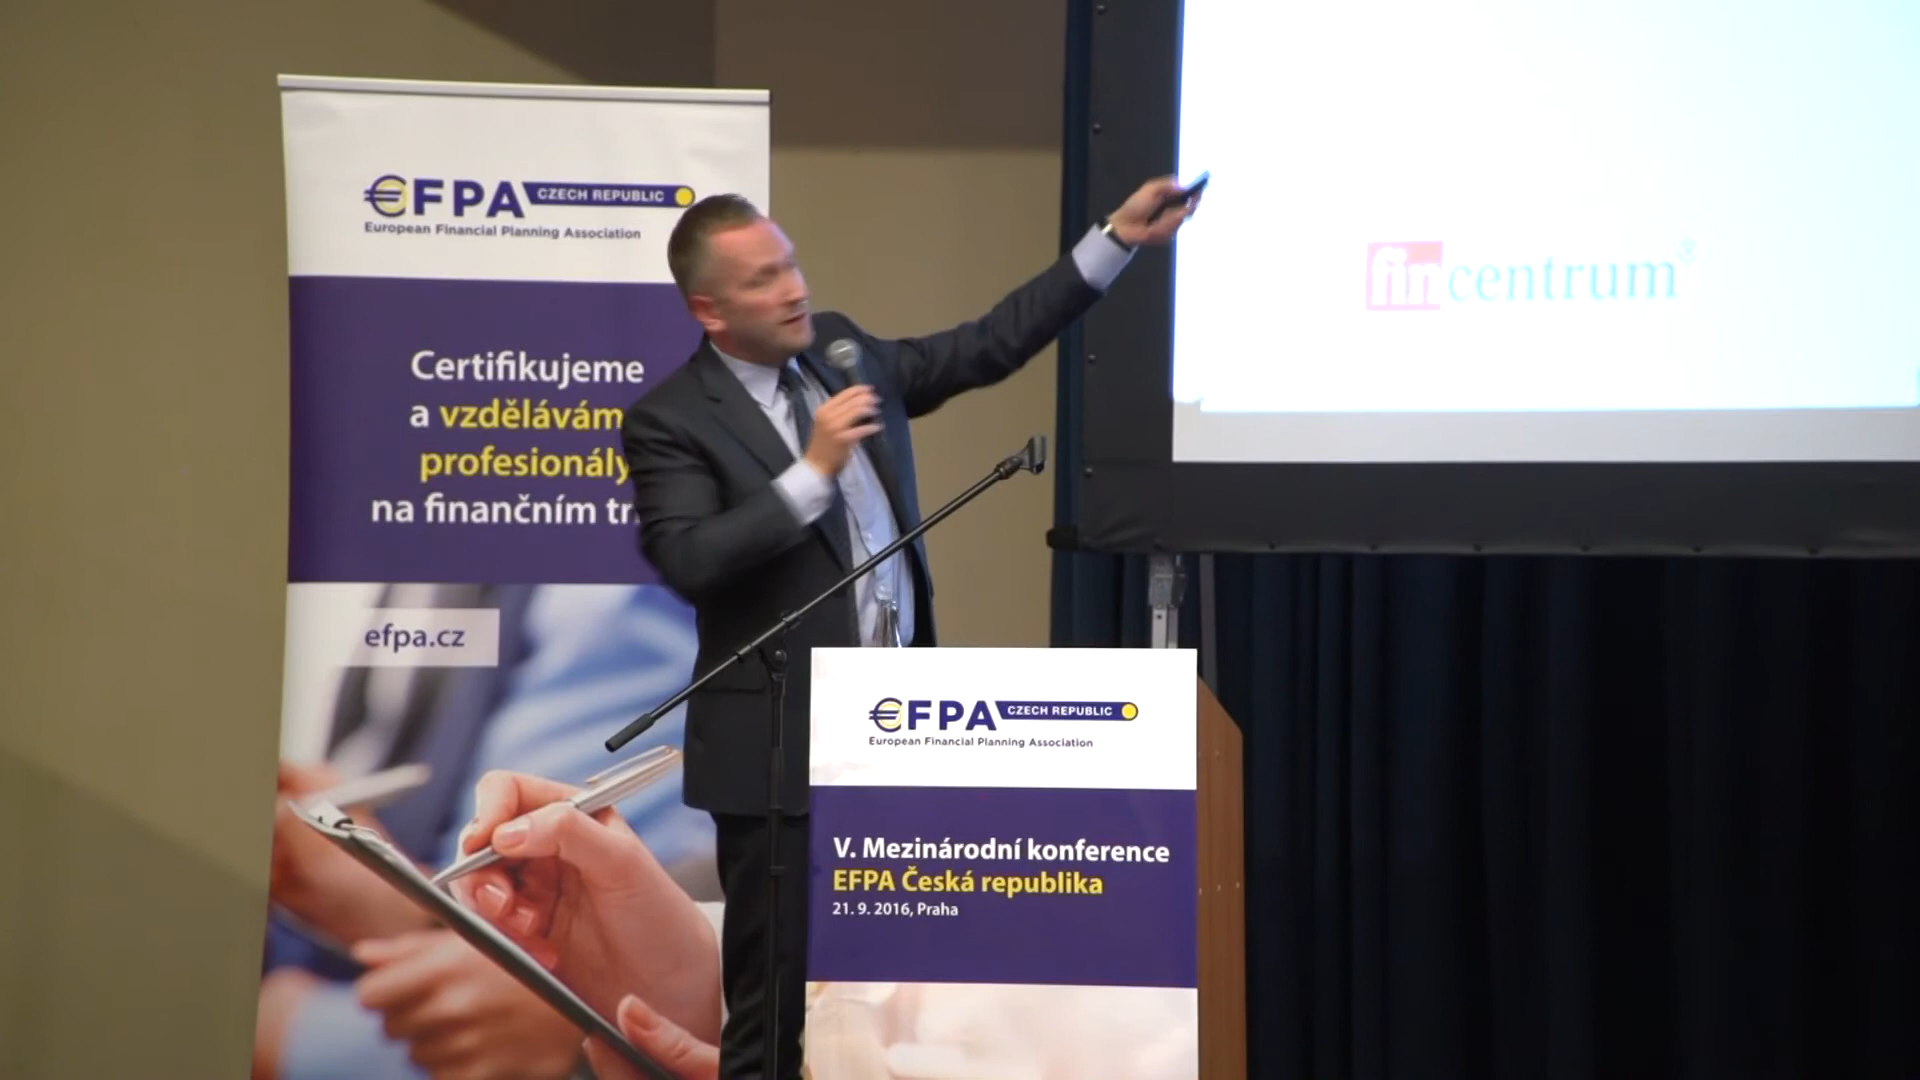 €FPA CZECH REPUBLIC
European Financial Planning Association
Certifikujeme
a vzdělávám
profesionály
na finančním
efpa.cz
fincentrum®
€FPA CZECH REPUBLIC
European Financial Planning Association
V. Mezinárodní konference
EFPA Česká republika
21. 9. 2016, Praha